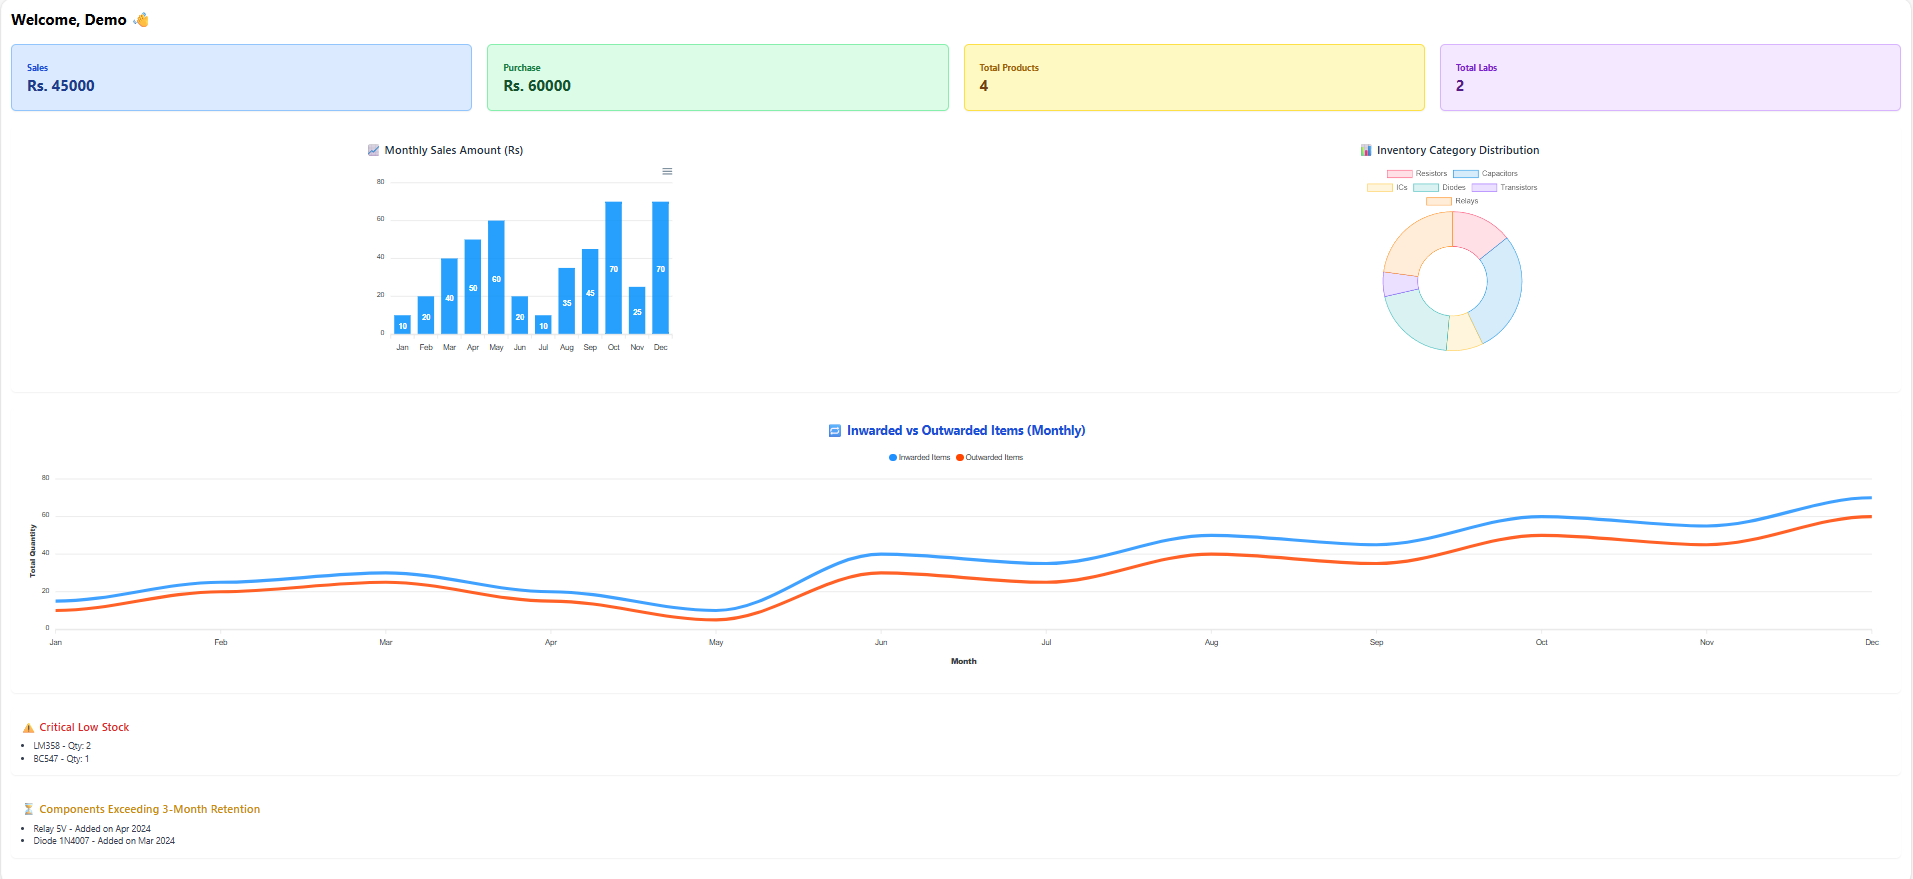 Welcome, Demo 👋
Sales
Rs. 45000
Purchase
Rs. 60000
Total Products
4
Total Labs
2
Monthly Sales Amount (Rs)
80
60
40
20
0
10
20
40
50
60
20
10
35
45
70
25
70
Jan Feb Mar Apr May Jun Jul Aug Sep Oct Nov Dec
Inventory Category Distribution
Resistors Capacitors
ICs Diodes Transistors
Relays
Inwarded vs Outwarded Items (Monthly)
Inwarded Items Outwarded Items
Total Quantity
80
60
40
20
0
Jan Feb Mar Apr May Jun Jul Aug Sep Oct Nov Dec
Month
Critical Low Stock
• LM358 - Qty: 2
• BC547 - Qty: 1
Components Exceeding 3-Month Retention
• Relay 5V - Added on Apr 2024
• Diode 1N4007 - Added on Mar 2024